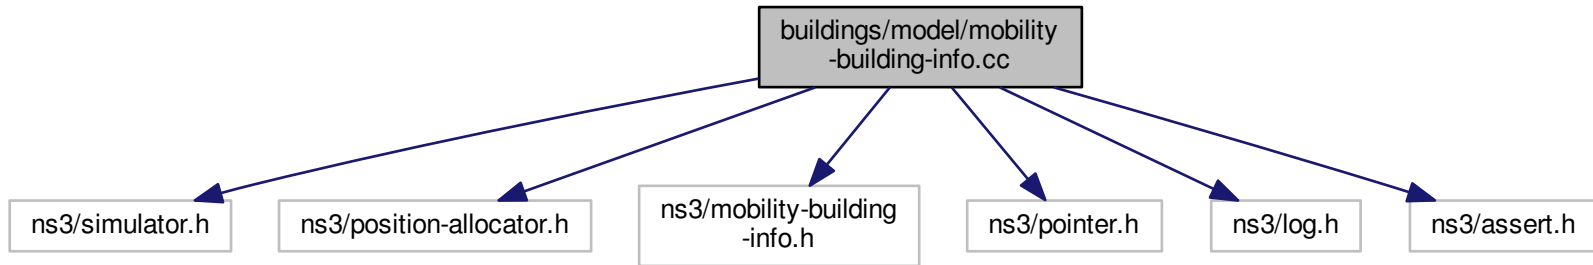 buildings/model/mobility
-building-info.cc
ns3/simulator.h
ns3/position-allocator.h
ns3/mobility-building
-info.h
ns3/pointer.h
ns3/log.h
ns3/assert.h